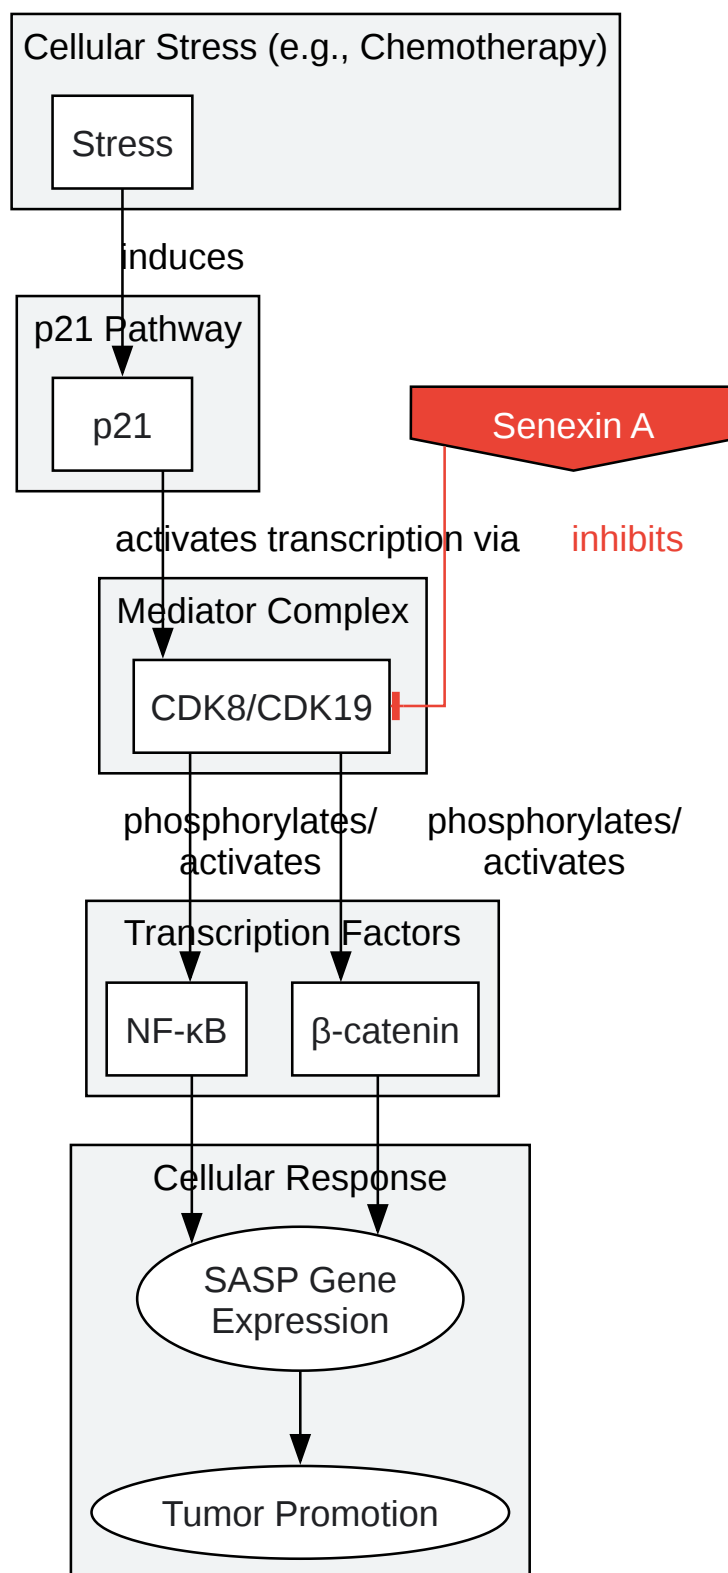 Cellular Stress (e.g., Chemotherapy)
Stress
induces
p21 Pathway
p21
Senexin A
activates transcription via
inhibits
Mediator Complex
CDK8/CDK19
phosphorylates/
activates
phosphorylates/
activates
Transcription Factors
NF-κB
β-catenin
Cellular Response
SASP Gene
Expression
Tumor Promotion